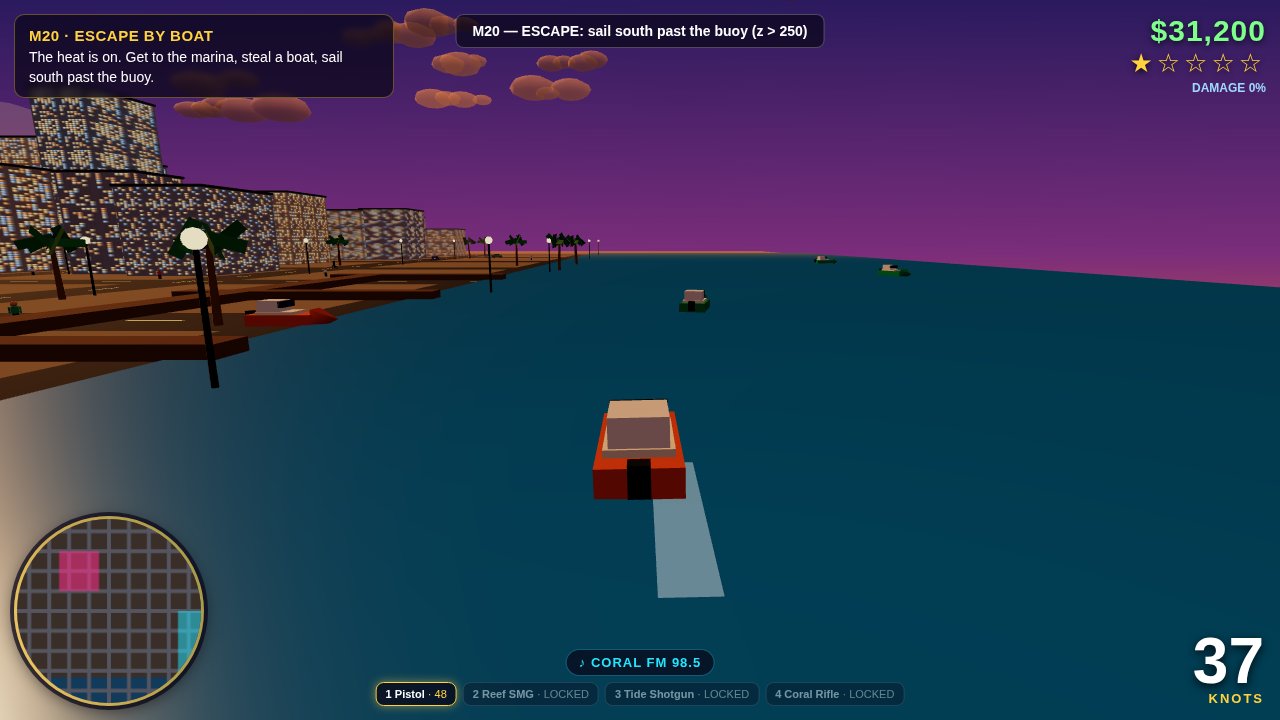 M20 · ESCAPE BY BOAT
The heat is on. Get to the marina, steal a boat, sail
south past the buoy.
M20 — ESCAPE: sail south past the buoy (z > 250)
$31,200
★☆☆☆☆
DAMAGE 0%
♪ CORAL FM 98.5
1 Pistol · 48
2 Reef SMG · LOCKED
3 Tide Shotgun · LOCKED
4 Coral Rifle · LOCKED
37
KNOTS